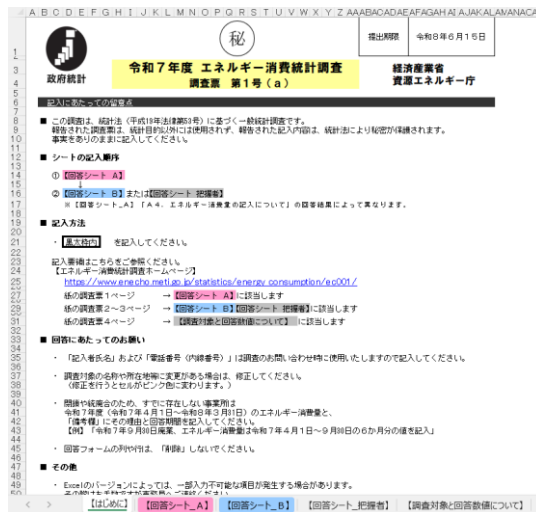 A B C D E F G H I J K L M N O P Q R S T U V W X Y Z AAABACADAEAFAGAHAIAJAKALAMANACA
秘
提出期限 令和8年6月15日
政府統計
令和7年度 エネルギー消費統計調査
調査票 第1号(a)
経済産業省
資源エネルギー庁
記入にあたっての留意点
■ この調査は、統計法(平成19年法律第53号)に基づく一般統計調査です。
報告された調査票は、統計目的以外には使用されず、報告された記入内容は、統計法により秘密が保護されます。
事実をありのままに記入してください。
■ シートの記入順序
① 【回答シート A】
↓
② 【回答シート B】または【回答シート 把握者】
※【回答シート_A】「A4. エネルギー消費量の記入について」の回答結果によって異なります。
■ 記入方法
・ 黒太枠内 を記入してください。
記入要綱はこちらをご参照ください。
【エネルギー消費統計調査ホームページ】
https://www.enecho.meti.go.jp/statistics/energy_consumption/ec001/
紙の調査票1ページ → 【回答シート A】に該当します
紙の調査票2~3ページ → 【回答シート B】【回答シート 把握者】に該当します
紙の調査票4ページ → 【調査対象と回答数値について】 に該当します
■ 回答にあたってのお願い
・ 「記入者氏名」および「電話番号(内線番号)」は調査のお問い合わせ時に使用いたしますので記入してください。
・ 調査対象の名称や所在地等に変更がある場合は、修正してください。
(修正を行うとセルがピンク色に変わります。)
・ 閉鎖や統廃合のため、すでに存在しない事業所は
令和7年度(令和7年4月1日~令和8年3月31日)のエネルギー消費量と、
「備考欄」にその理由と回答期間を記入してください。
【例】「令和7年9月30日廃業、エネルギー消費量は令和7年4月1日~9月30日の6か月分の値を記入」
・ 回答フォームの列や行は、「削除」しないでください。
■ その他
・ Excelのバージョンによっては、一部入力不可能な項目が発生する場合があります。
【はじめに】 【回答シート_A】 【回答シート_B】 【回答シート_把握者】 【調査対象と回答数値について】